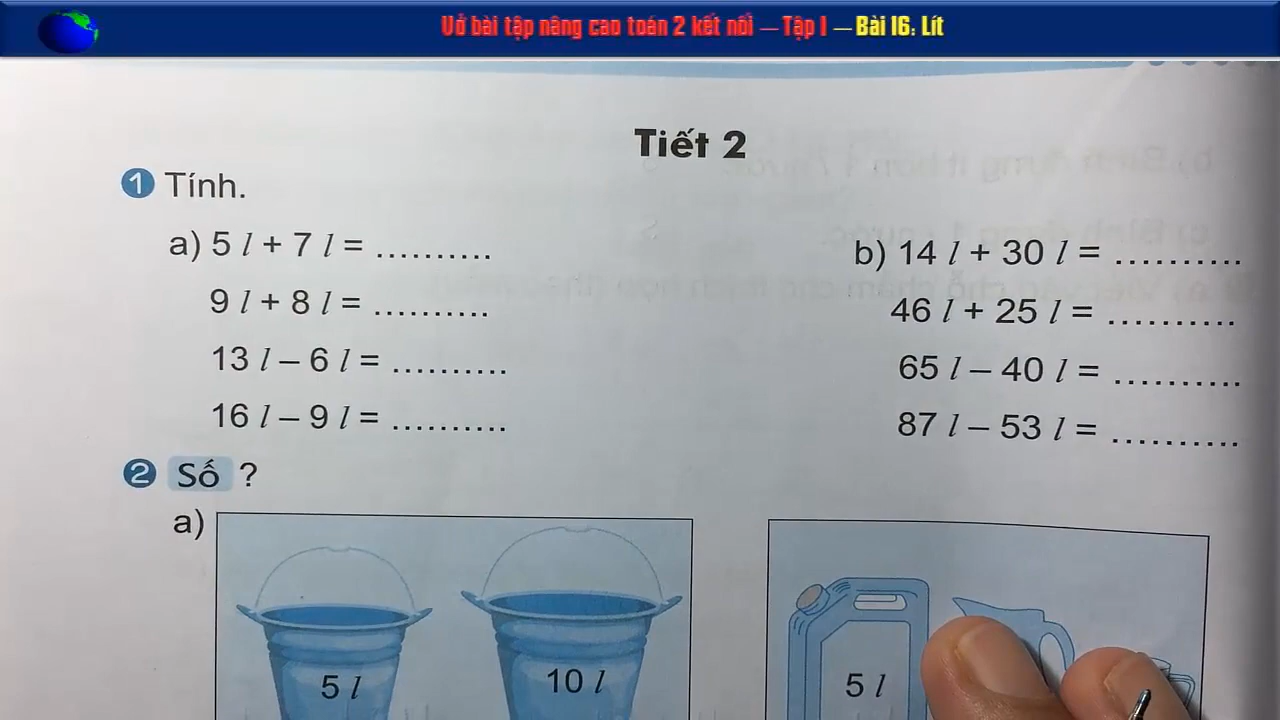 Vở bài tập nâng cao toán 2 kết nối – Tập 1 – Bài 16: Lít
Tiết 2
1 Tính.
a) 5 l + 7 l = ..........
9 l + 8 l = ..........
13 l – 6 l = ..........
16 l – 9 l = ..........
b) 14 l + 30 l = ..........
46 l + 25 l = ..........
65 l – 40 l = ..........
87 l – 53 l = ..........
2 Số ?
a)
5 l
10 l
5 l